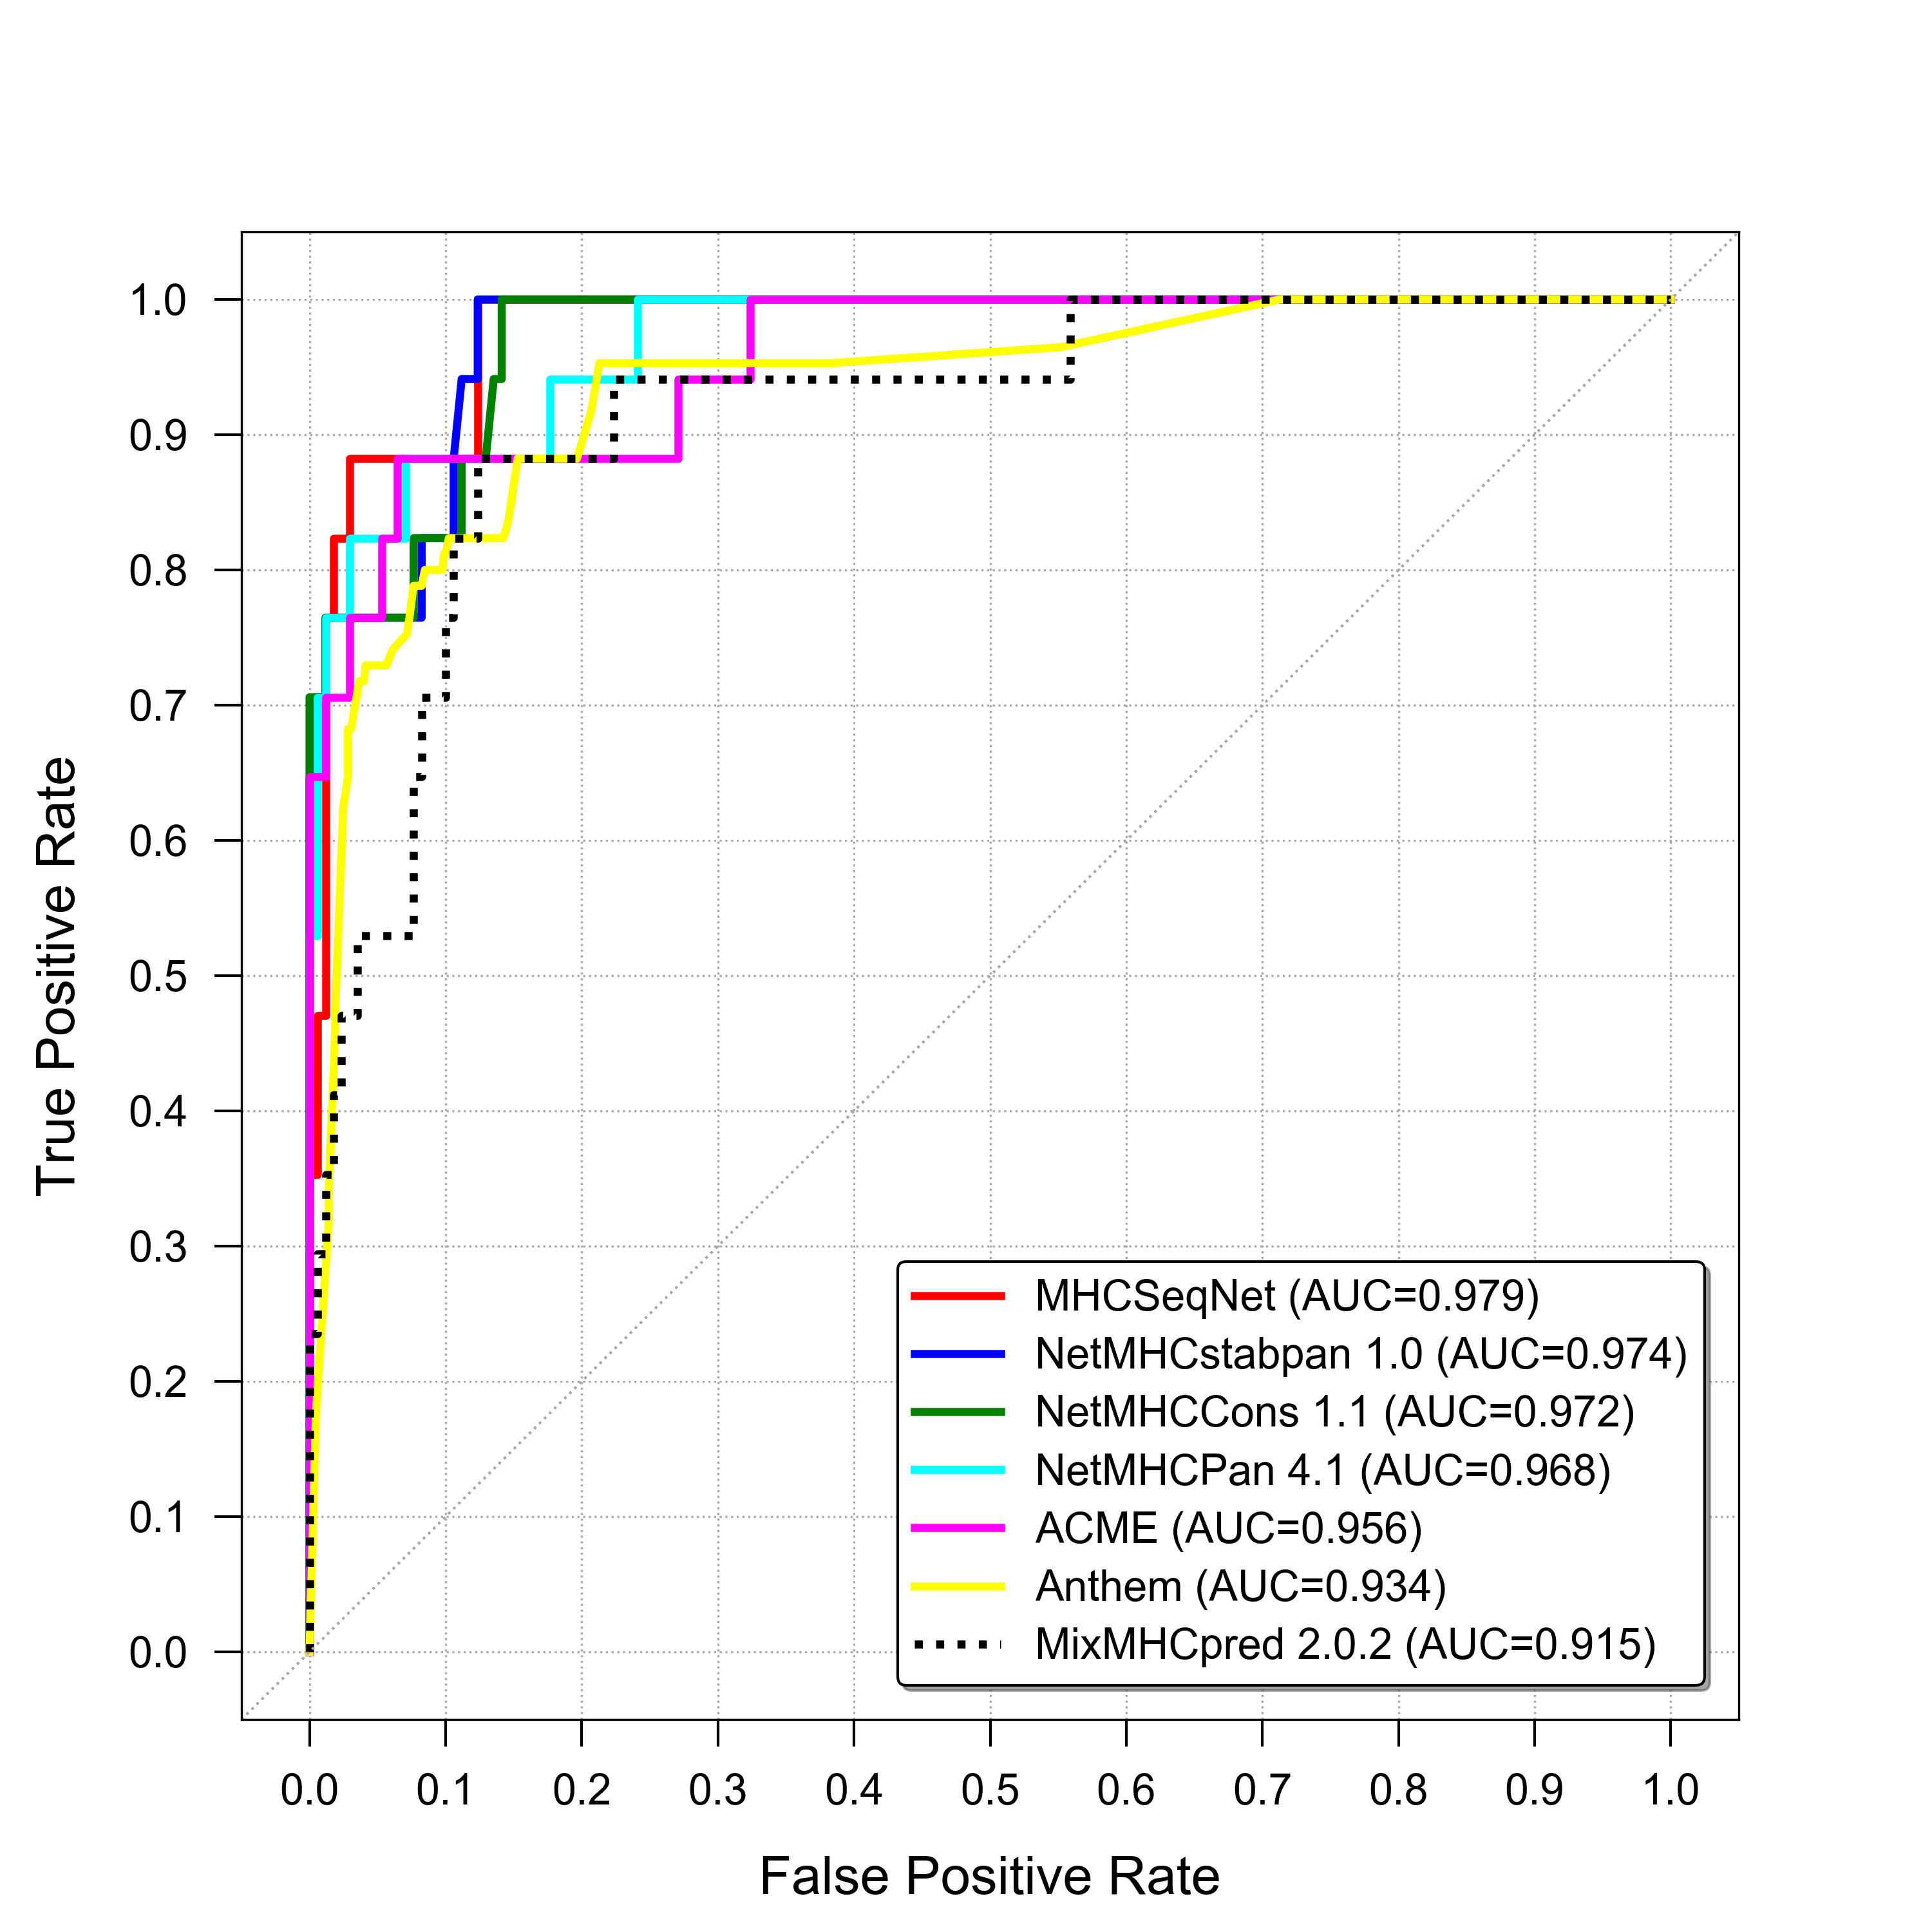 1.0
0.9
0.8
0.7
0.6
0.5
0.4
0.3
0.2
0.1
0.0
True Positive Rate
MHCSeqNet (AUC=0.979)
NetMHCstabpan 1.0 (AUC=0.974)
NetMHCCons 1.1 (AUC=0.972)
NetMHCPan 4.1 (AUC=0.968)
ACME (AUC=0.956)
Anthem (AUC=0.934)
MixMHCpred 2.0.2 (AUC=0.915)
0.0 0.1 0.2 0.3 0.4 0.5 0.6 0.7 0.8 0.9 1.0
False Positive Rate